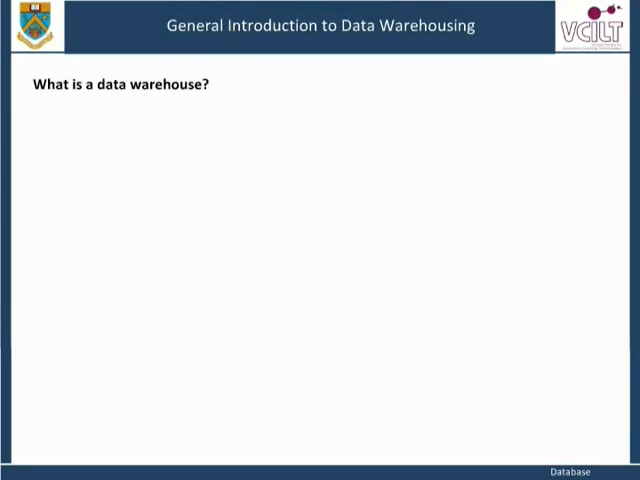 General Introduction to Data Warehousing
VCILT
What is a data warehouse?
Database